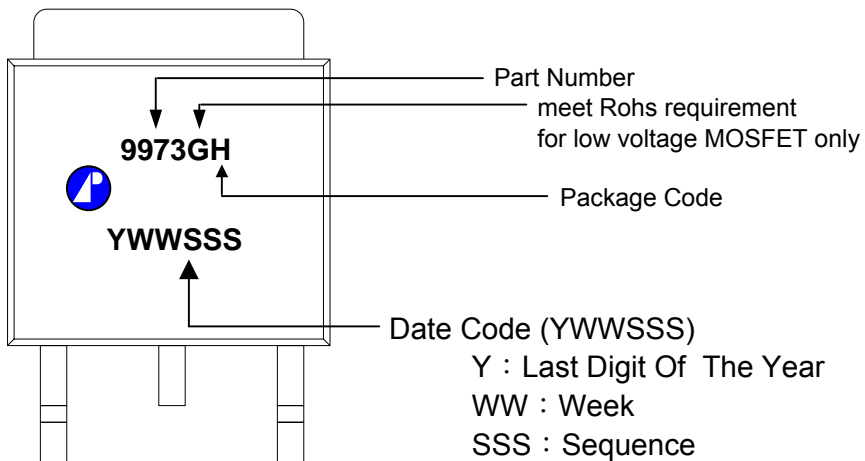 Part Number
meet Rohs requirement
for low voltage MOSFET only
9973GH
Package Code
YWWSSS
Date Code (YWWSSS)
Y：Last Digit Of The Year
WW：Week
SSS：Sequence